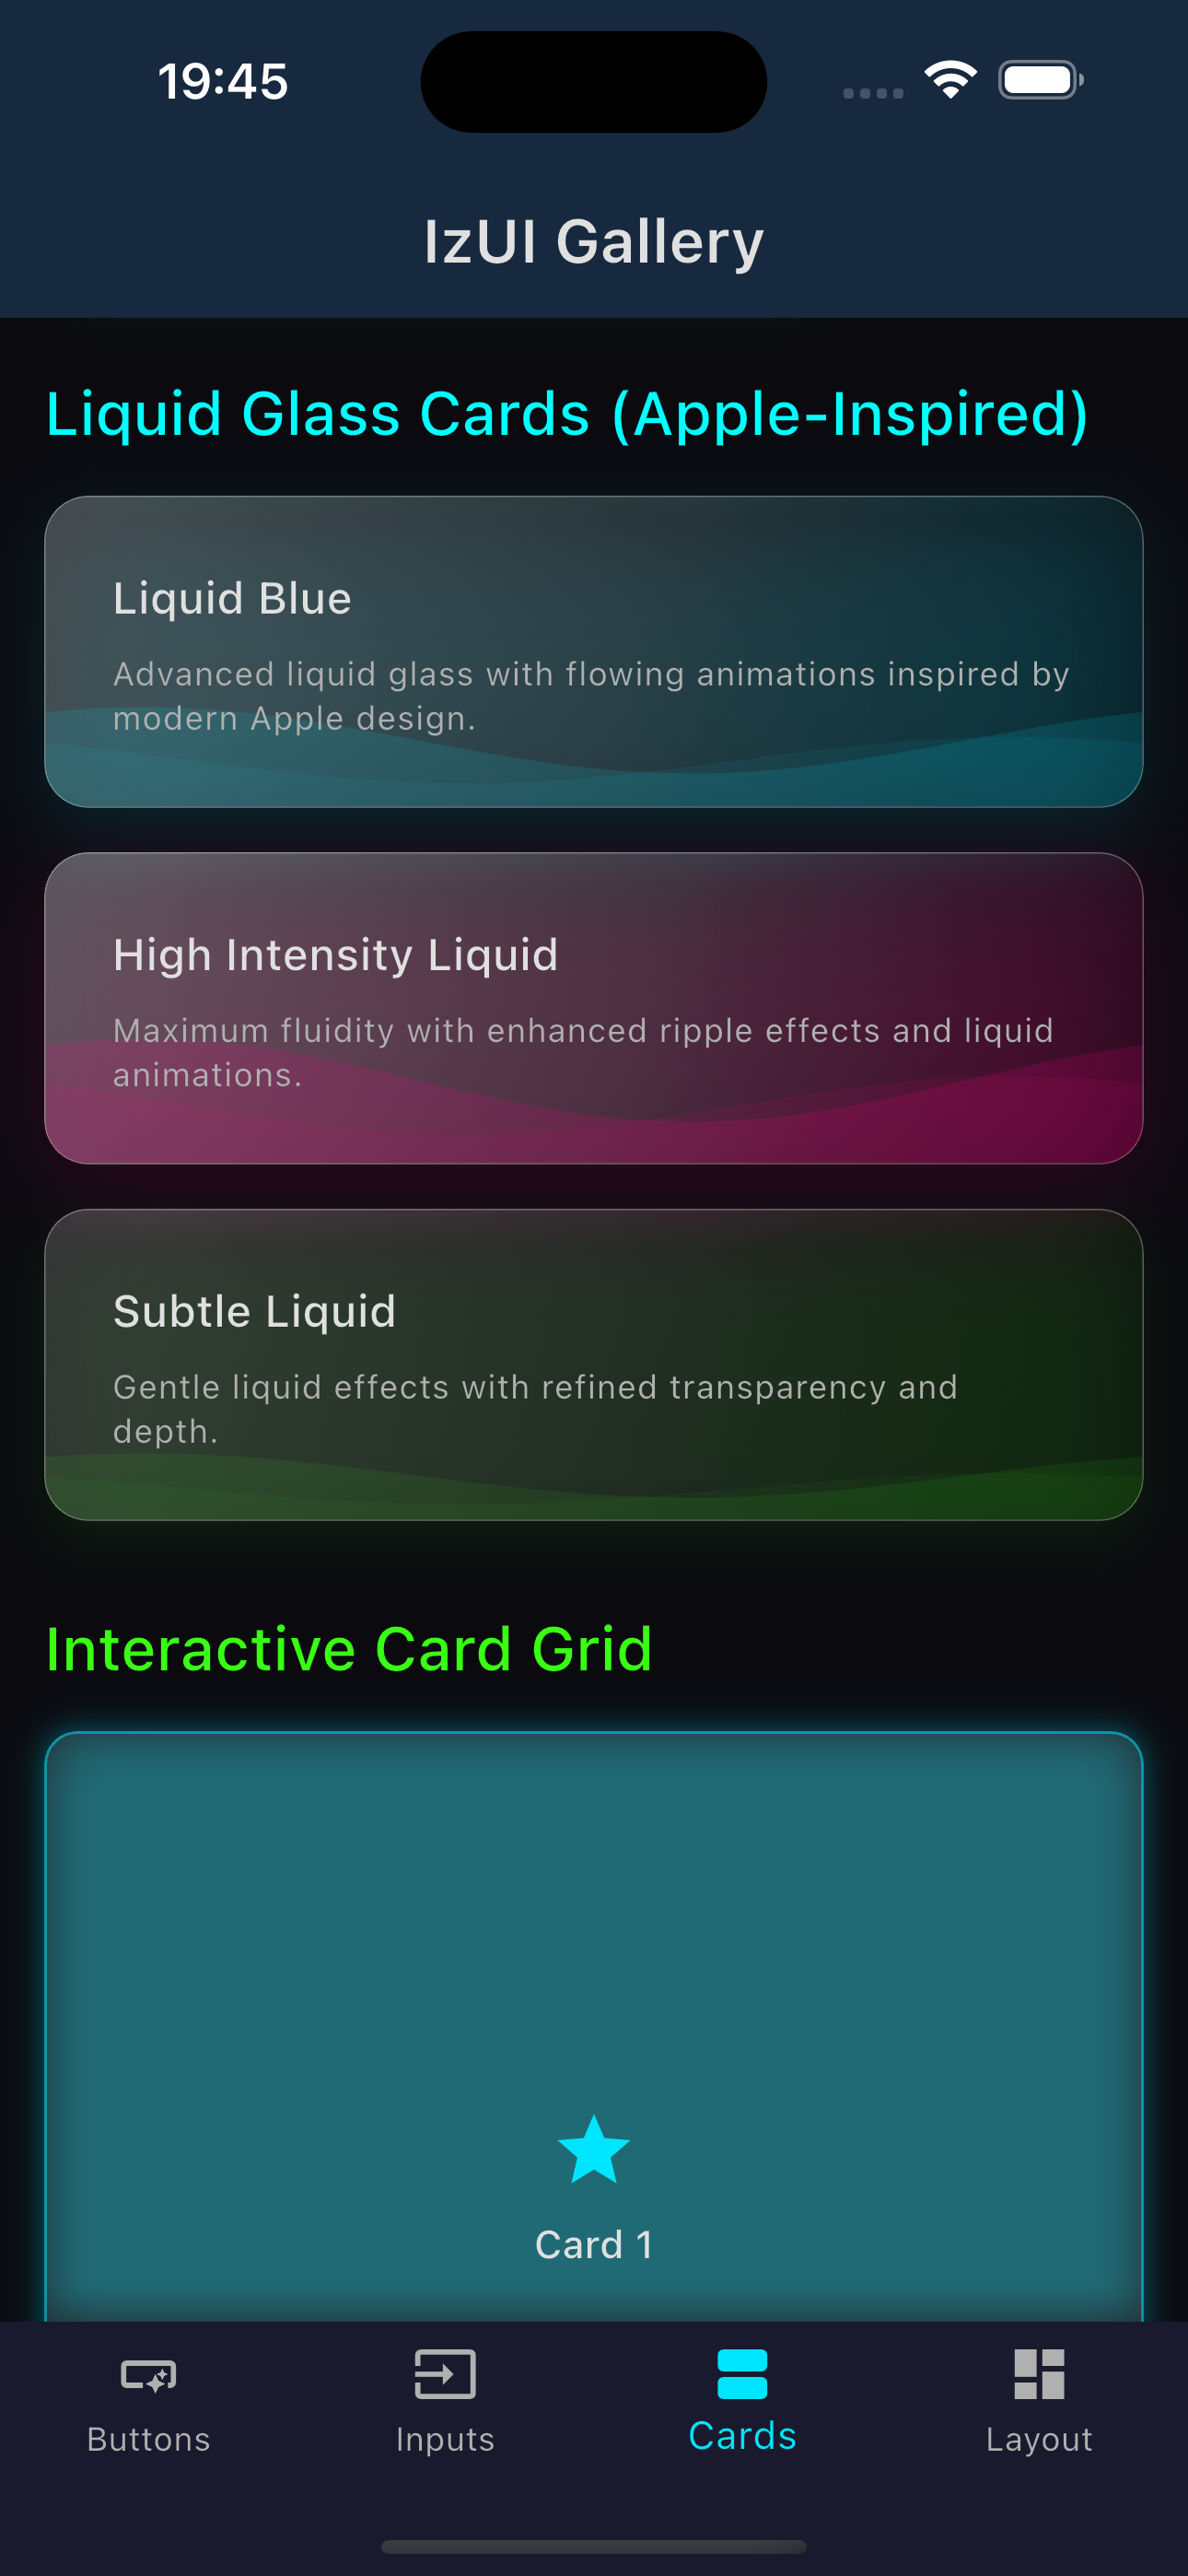 19:45
IzUI Gallery
Liquid Glass Cards (Apple-Inspired)
Liquid Blue
Advanced liquid glass with flowing animations inspired by
modern Apple design.
High Intensity Liquid
Maximum fluidity with enhanced ripple effects and liquid
animations.
Subtle Liquid
Gentle liquid effects with refined transparency and
depth.
Interactive Card Grid
Card 1
Buttons
Inputs
Cards
Layout